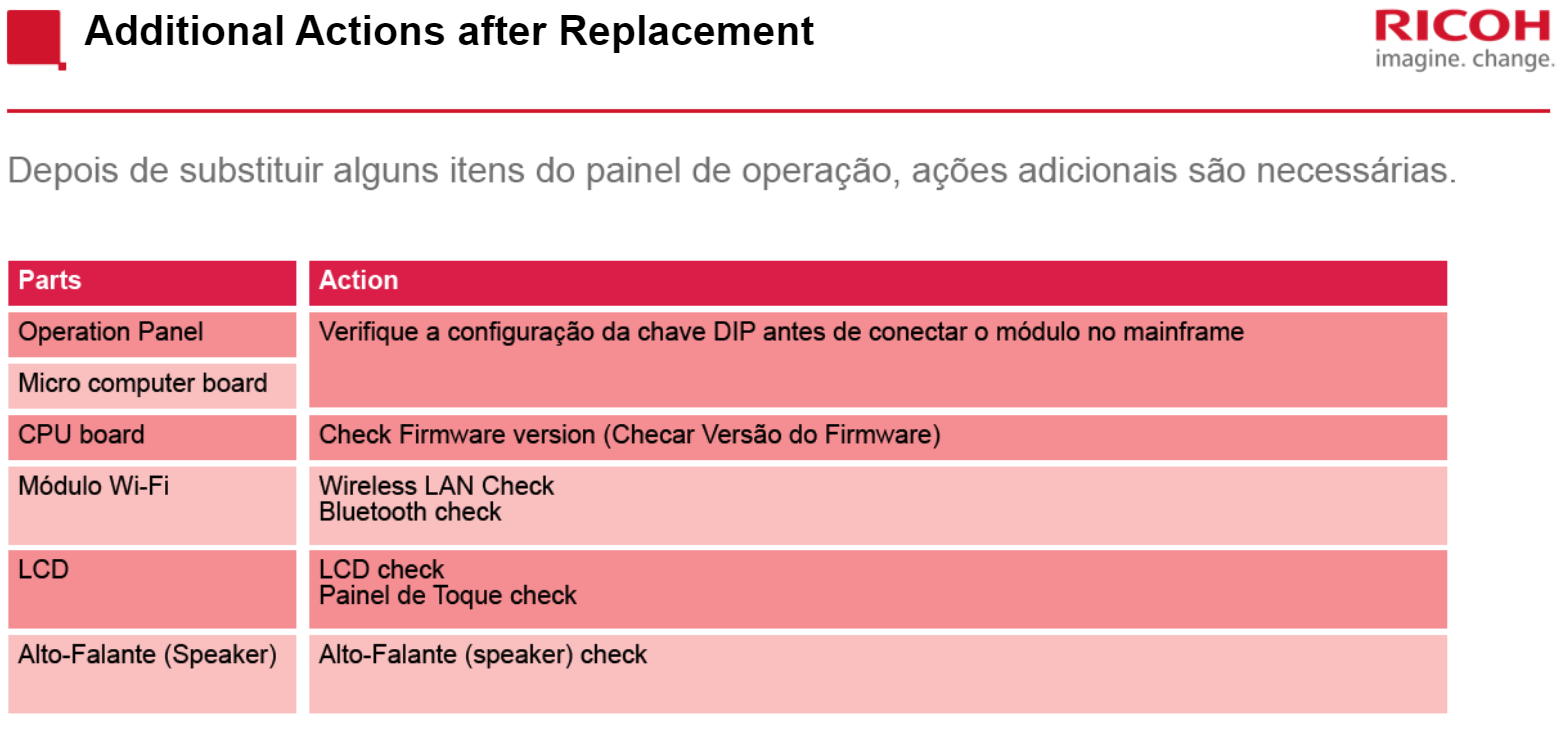 Additional Actions after Replacement
RICOH
imagine. change.
Depois de substituir alguns itens do painel de operação, ações adicionais são necessárias.
Parts
Action
Operation Panel
Verifique a configuração da chave DIP antes de conectar o módulo no mainframe
Micro computer board
CPU board
Check Firmware version (Checar Versão do Firmware)
Módulo Wi-Fi
Wireless LAN Check
Bluetooth check
LCD
LCD check
Painel de Toque check
Alto-Falante (Speaker)
Alto-Falante (speaker) check